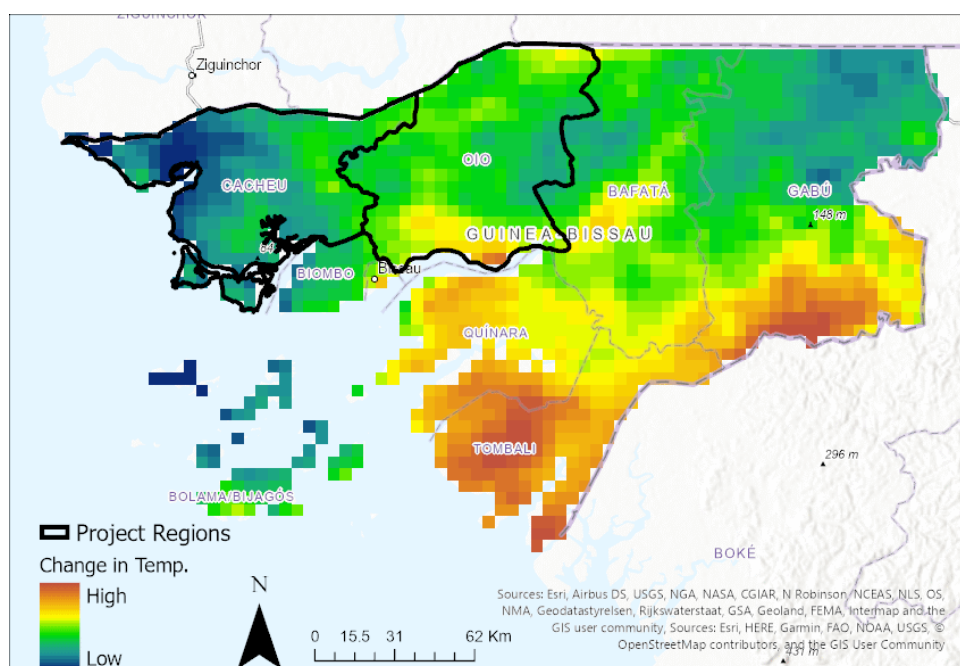 ZIGUINCHOR
Ziguinchor
OIO
CACHEU
BAFATÁ
GABÚ
148 m
GUINEA-BISSAU
64
BIOMBO
Bissau
QUÍNARA
TOMBALI
296 m
BOLAMA/BIJAGÓS
Project Regions
BOKÉ
Change in Temp.
High
Low
N
0 15.5 31 62 Km
Sources: Esri, Airbus DS, USGS, NGA, NASA, CGIAR, N Robinson, NCEAS, NLS, OS,
NMA, Geodatastyrelsen, Rijkswaterstaat, GSA, Geoland, FEMA, Intermap and the
GIS user community, Sources: Esri, HERE, Garmin, FAO, NOAA, USGS, ©
OpenStreetMap contributors, and the GIS User Community
431 m